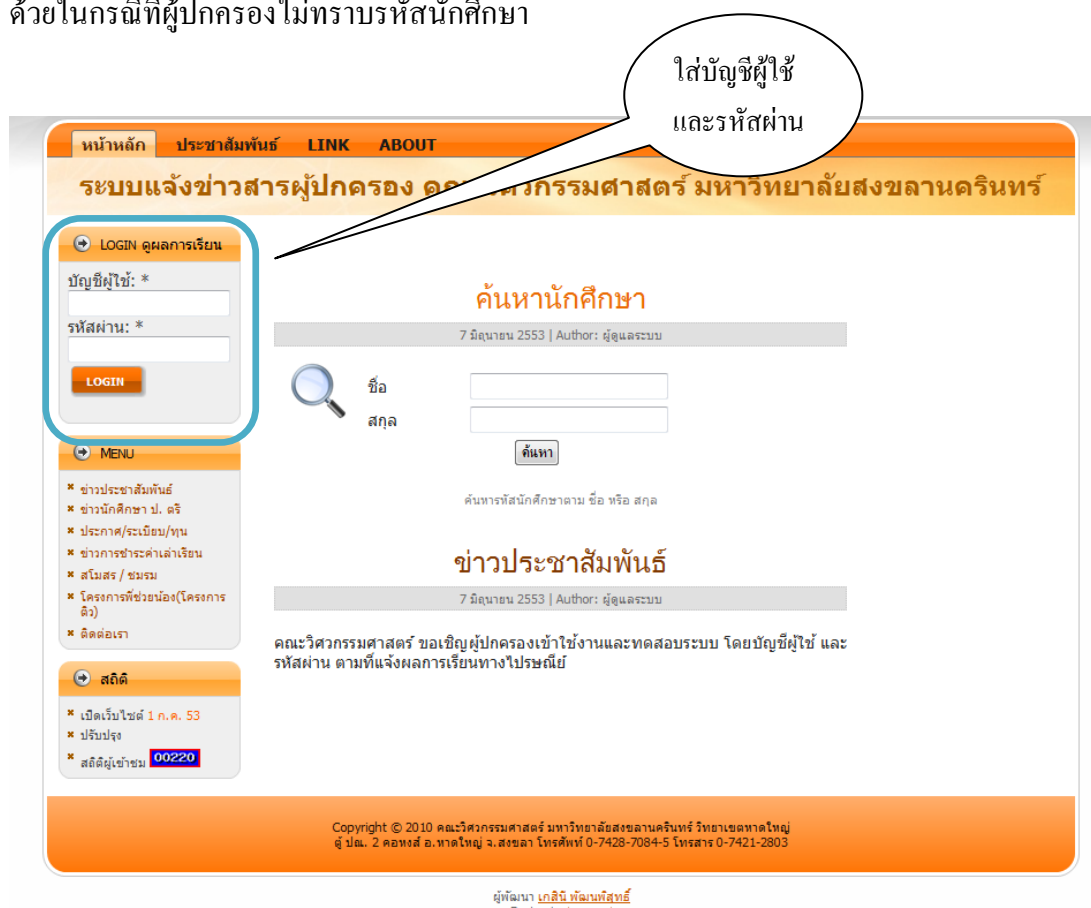 ด้วยในกรณีที่ผู้ปกครองไม่ทราบรหัสนักศึกษา
ใส่บัญชีผู้ใช้
และรหัสผ่าน
หน้าหลัก ประชาสัมพันธ์ LINK ABOUT
ระบบแจ้งข่าวสารผู้ปกครอง ศาสตร์ มหาวิทยาลัยสงขลานครินทร์
LOGIN ดูผลการเรียน
บัญชีผู้ใช้: *
รหัสผ่าน: *
LOGIN
ค้นหานักศึกษา
7 มิถุนายน 2553 | Author: ผู้ดูแลระบบ
ชื่อ
สกุล
ค้นหา
ค้นหารหัสนักศึกษาตาม ชื่อ หรือ สกุล
MENU
ข่าวประชาสัมพันธ์
ข่าวนักศึกษา ป. ตรี
ประกาศ/ระเบียบ/ทุน
ข่าวการชำระค่าเล่าเรียน
สโมสร / ชมรม
โครงการพี่ช่วยน้อง(โครงการ
ติว)
ติดต่อเรา
ข่าวประชาสัมพันธ์
7 มิถุนายน 2553 | Author: ผู้ดูแลระบบ
คณะวิศวกรรมศาสตร์ ขอเชิญผู้ปกครองเข้าใช้งานและทดสอบระบบ โดยบัญชีผู้ใช้ และ
รหัสผ่าน ตามที่แจ้งผลการเรียนทางไปรษณีย์
สถิติ
เปิดเว็บไซต์ 1 ก.ค. 53
ปรับปรุง
สถิติผู้เข้าชม 00220
Copyright © 2010 คณะวิศวกรรมศาสตร์ มหาวิทยาลัยสงขลานครินทร์ วิทยาเขตหาดใหญ่
ตู้ ปณ. 2 คอหงส์ อ.หาดใหญ่ จ.สงขลา โทรศัพท์ 0-7428-7084-5 โทรสาร 0-7421-2803
ผู้พัฒนา เกสินี พัฒนพิสุทธิ์